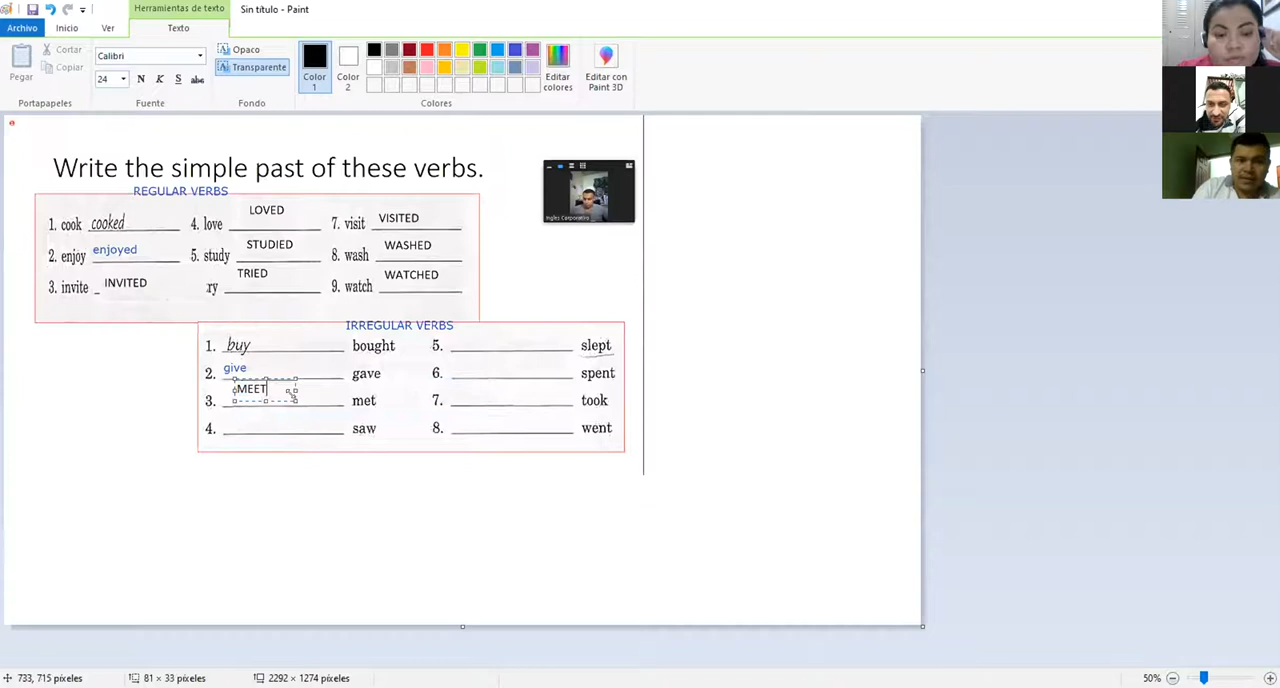 Herramientas de texto
Sin título - Paint
Archivo
Inicio
Ver
Texto
Pegar
Cortar
Copiar
Portapapeles
Calibri
24
N K S abc
Fuente
Opaco
Transparente
Fondo
Color 1
Color 2
Colores
Editar colores
Editar con Paint 3D
Write the simple past of these verbs.
REGULAR VERBS
1. cook cooked
4. love LOVED
7. visit VISITED
2. enjoy enjoyed
5. study STUDIED
8. wash WASHED
3. invite _ INVITED
ry TRIED
9. watch WATCHED
Ingles Corporativo
IRREGULAR VERBS
1. buy bought
5. slept
2. give gave
6. spent
3. MEET met
7. took
4. saw
8. went
733, 715 píxeles
81 × 33 píxeles
2292 × 1274 píxeles
50%